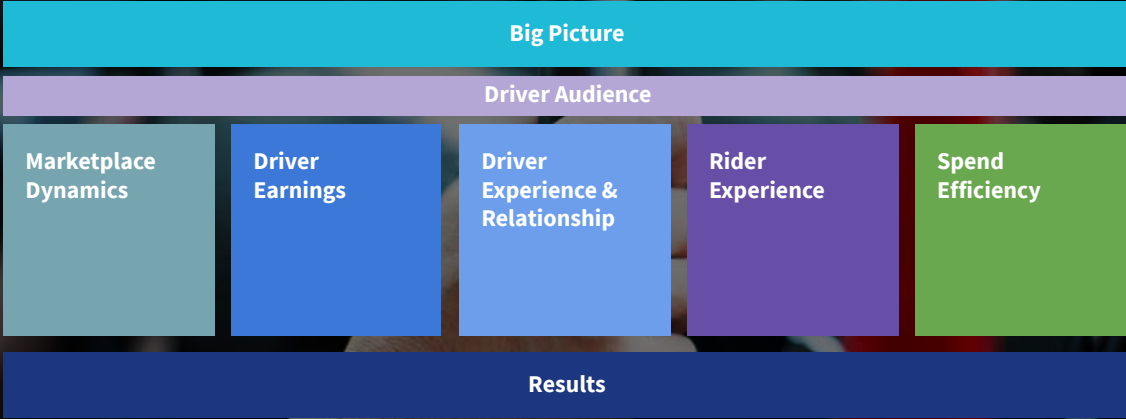 Big Picture
Driver Audience
Marketplace
Dynamics
Driver
Earnings
Driver
Experience &
Relationship
Rider
Experience
Spend
Efficiency
Results